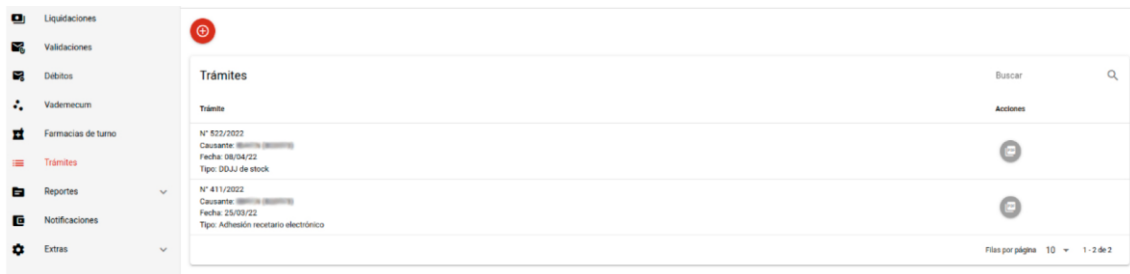 Liquidaciones
Validaciones
Débitos
Vademecum
Farmacias de turno
Trámites
Reportes
Notificaciones
Extras
Trámites
Buscar
Trámite Acciones
N° 522/2022
Causante:
Fecha: 08/04/22
Tipo: DDJJ de stock
N° 411/2022
Causante:
Fecha: 25/03/22
Tipo: Adhesión recetario electrónico
Filas por página 10 1-2 de 2